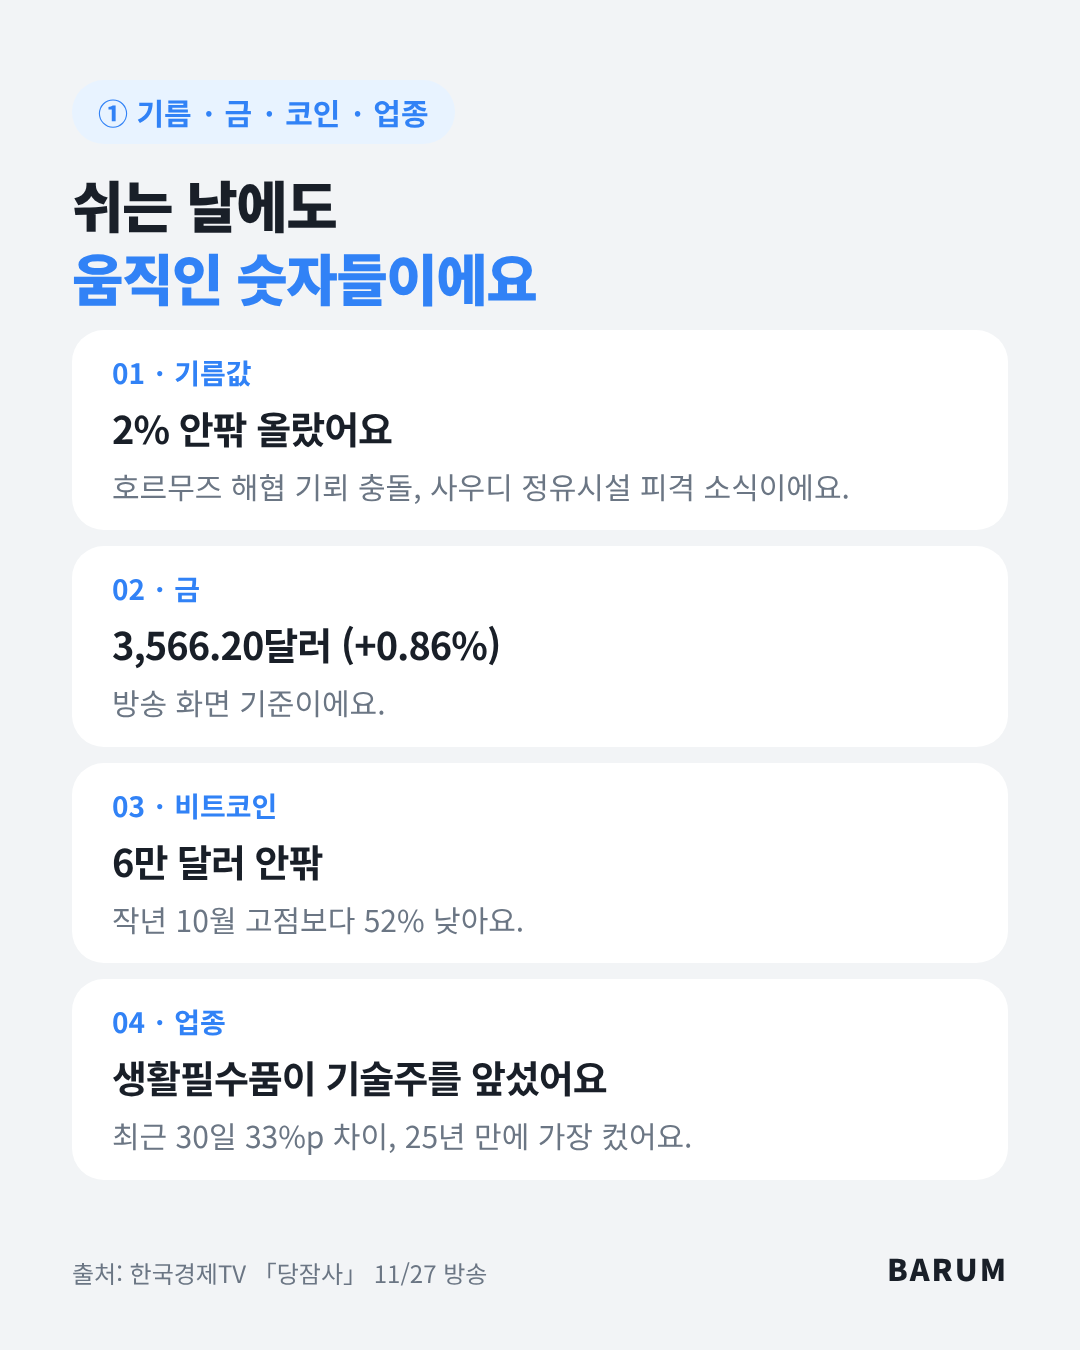 ① 기름 · 금 · 코인 · 업종
쉬는 날에도
움직인 숫자들이에요
01 · 기름값
2% 안팎 올랐어요
호르무즈 해협 기뢰 충돌, 사우디 정유시설 피격 소식이에요.
02 · 금
3,566.20달러 (+0.86%)
방송 화면 기준이에요.
03 · 비트코인
6만 달러 안팎
작년 10월 고점보다 52% 낮아요.
04 · 업종
생활필수품이 기술주를 앞섰어요
최근 30일 33%p 차이, 25년 만에 가장 컸어요.
출처: 한국경제TV 「당잠사」 11/27 방송
BARUM